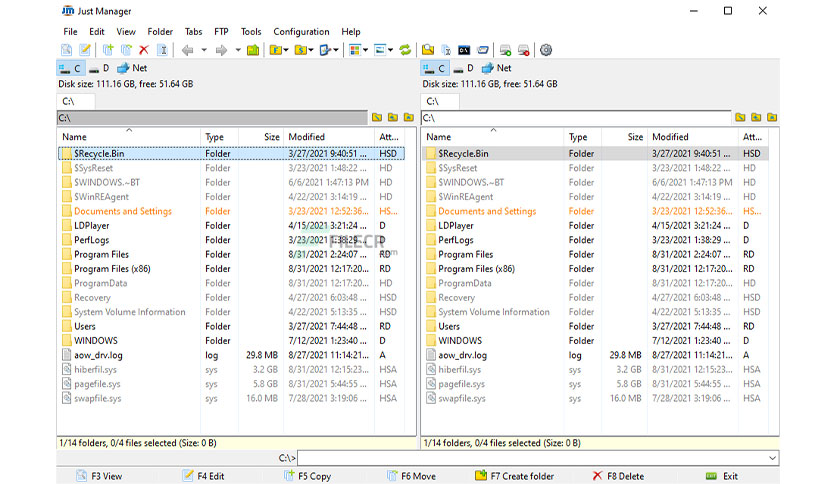 Just Manager
File Edit View Folder Tabs FTP Tools Configuration Help
C D Net
Disk size: 111.16 GB, free: 51.64 GB
C:\
C:\
Name Type Size Modified Att...
$Recycle.Bin Folder 3/27/2021 9:40:51 ... HSD
$SysReset Folder 3/23/2021 1:48:22 ... HD
$WINDOWS.~BT Folder 6/6/2021 1:47:13 PM HD
$WinREAgent Folder 4/22/2021 3:14:19 ... HD
Documents and Settings Folder 3/23/2021 12:52:36... HS...
LDPlayer Folder 4/15/2021 3:21:24 ... D
PerfLogs Folder 3/23/2021 1:38:29... D
Program Files Folder 8/31/2021 2:24:07 ... RD
Program Files (x86) Folder 8/31/2021 12:17:20... RD
ProgramData Folder 8/31/2021 12:17:20... HD
Recovery Folder 4/27/2021 6:03:48 ... HSD
System Volume Information Folder 4/22/2021 5:13:35 ... HSD
Users Folder 3/27/2021 7:44:48 ... RD
WINDOWS Folder 7/12/2021 1:23:40 ... D
aow_drv.log log 29.8 MB 8/27/2021 11:14:21... A
hiberfil.sys sys 3.2 GB 8/31/2021 12:15:23... HSA
pagefile.sys sys 5.8 GB 8/31/2021 5:44:55 ... HSA
swapfile.sys sys 16.0 MB 7/28/2021 3:19:06 ... HSA
1/14 folders, 0/4 files selected (Size: 0 B)
FILECR
.com
C D Net
Disk size: 111.16 GB, free: 51.64 GB
C:\
C:\
Name Type Size Modified Att...
$Recycle.Bin Folder 3/27/2021 9:40:51 ... HSD
$SysReset Folder 3/23/2021 1:48:22 ... HD
$WINDOWS.~BT Folder 6/6/2021 1:47:13 PM HD
$WinREAgent Folder 4/22/2021 3:14:19 ... HD
Documents and Settings Folder 3/23/2021 12:52:36... HS...
LDPlayer Folder 4/15/2021 3:21:24 ... D
PerfLogs Folder 3/23/2021 1:38:29 ... D
Program Files Folder 8/31/2021 2:24:07 ... RD
Program Files (x86) Folder 8/31/2021 12:17:20... RD
ProgramData Folder 8/31/2021 12:17:20... HD
Recovery Folder 4/27/2021 6:03:48 ... HSD
System Volume Information Folder 4/22/2021 5:13:35 ... HSD
Users Folder 3/27/2021 7:44:48 ... RD
WINDOWS Folder 7/12/2021 1:23:40 ... D
aow_drv.log log 29.8 MB 8/27/2021 11:14:21... A
hiberfil.sys sys 3.2 GB 8/31/2021 12:15:23... HSA
pagefile.sys sys 5.8 GB 8/31/2021 5:44:55 ... HSA
swapfile.sys sys 16.0 MB 7/28/2021 3:19:06 ... HSA
1/14 folders, 0/4 files selected (Size: 0 B)
C:\>
F3 View F4 Edit F5 Copy F6 Move F7 Create folder F8 Delete Exit